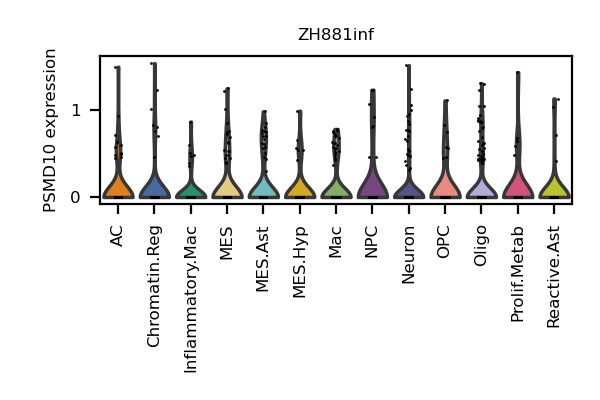 ZH881inf
PSMD10 expression
1
0
AC
Chromatin.Reg
Inflammatory.Mac
MES
MES.Ast
MES.Hyp
Mac
NPC
Neuron
OPC
Oligo
Prolif.Metab
Reactive.Ast